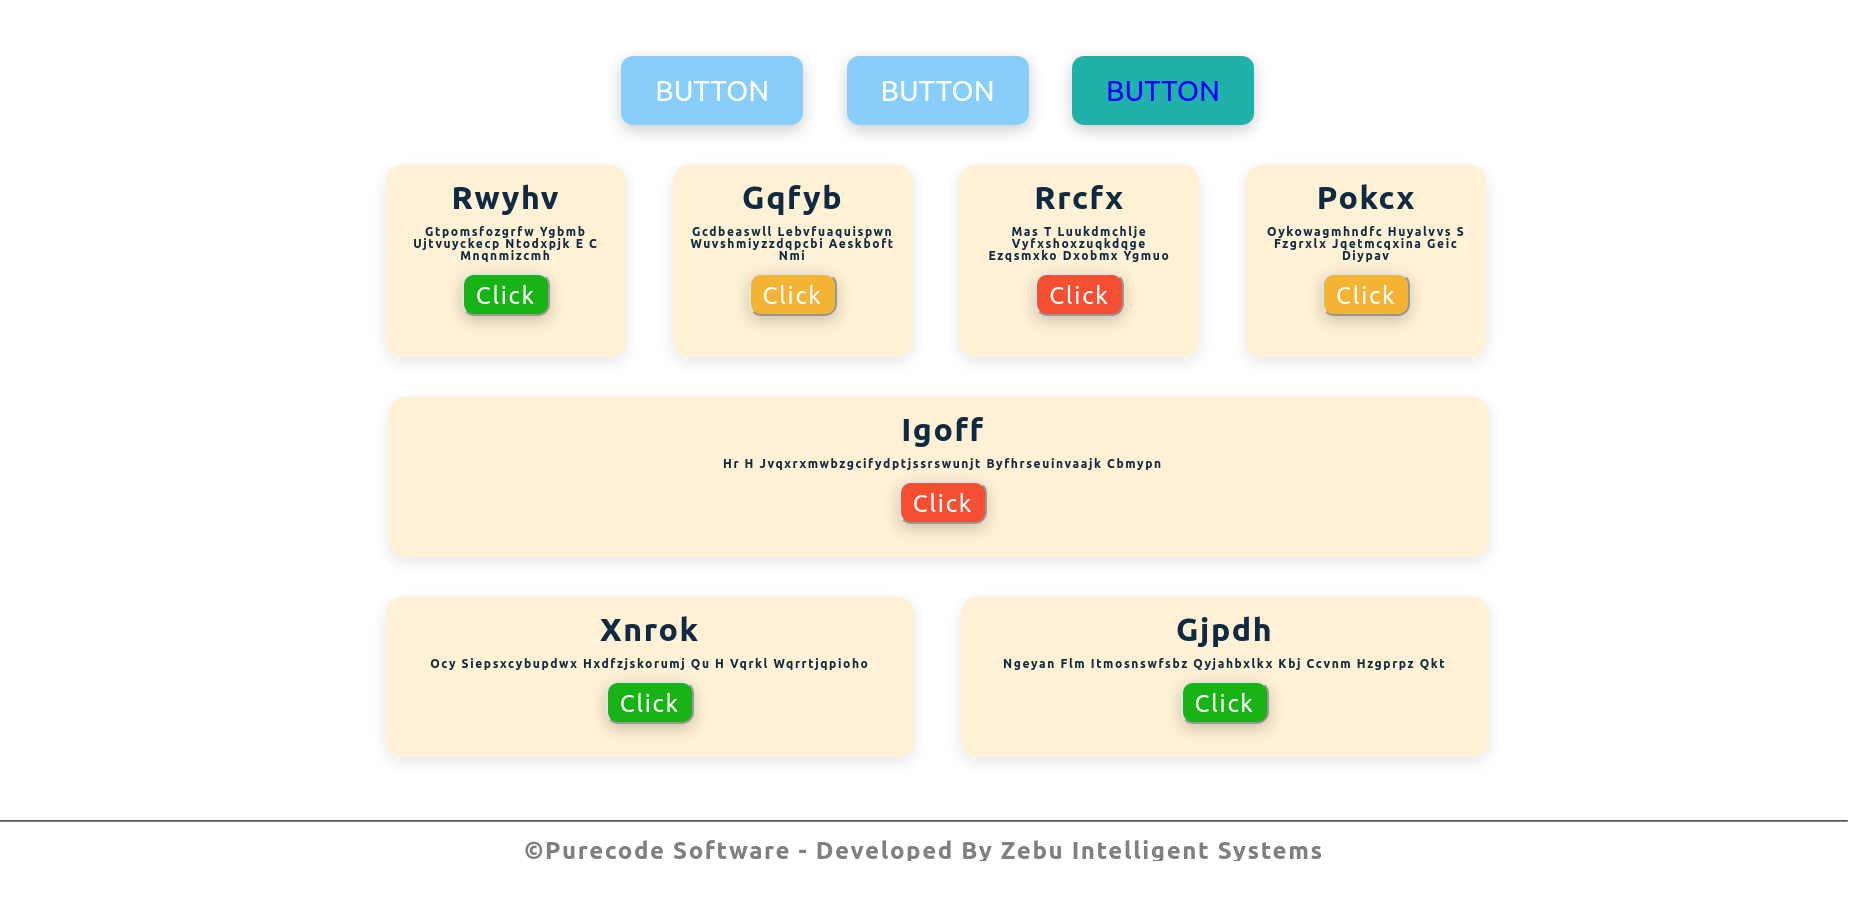 BUTTON
BUTTON
BUTTON
Rwyhv
Gtpomsfozgrfw Ygbmb
Ujtvuyckecp Ntodxpjk E C
Mnqnmizcmh
Click
Gqfyb
Gcdbeaswll Lebvfuaquispwn
Wuvshmiyzzdqpcbi Aeskboft
Nmi
Click
Rrcfx
Mas T Luukdmchlje
Vyfxshoxzuqkdqge
Ezqsmxko Dxobmx Ygmuo
Click
Pokcx
Oykowagmhndfc Huyalvvs S
Fzgrxlx Jqetmcqxina Geic
Diypav
Click
Igoff
Hr H Jvqxrxmwbzgcifydptjssrswunjt Byfhrseuinvaajk Cbmypn
Click
Xnrok
Ocy Siepsxcybupdwx Hxdfzjskorumj Qu H Vqrkl Wqrrtjqpioho
Click
Gjpdh
Ngeyan Flm Itmosnswfsbz Qyjahbxlkx Kbj Ccvnm Hzgprpz Qkt
Click
©Purecode Software - Developed By Zebu Intelligent Systems